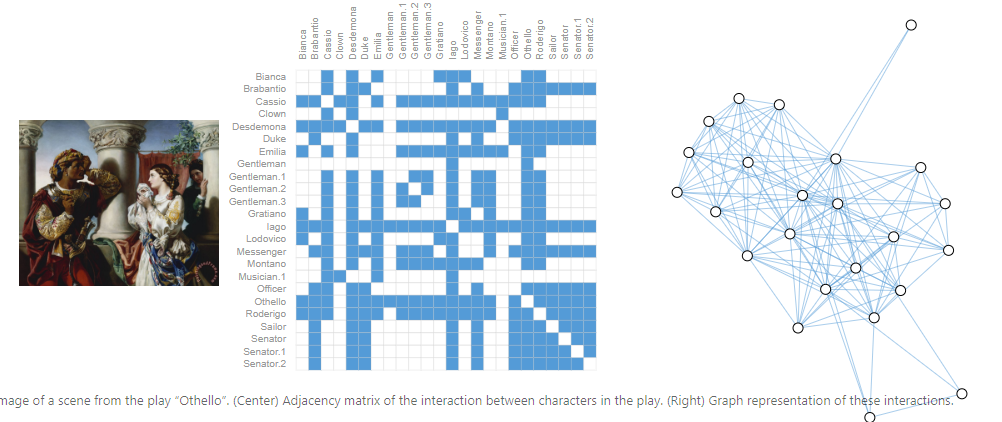 Bianca
Brabantio
Cassio
Clown
Desdemona
Duke
Emilia
Gentleman
Gentleman.1
Gentleman.2
Gentleman.3
Gratiano
Iago
Lodovico
Messenger
Montano
Musician.1
Officer
Othello
Roderigo
Sailor
Senator
Senator.1
Senator.2
Bianca
Brabantio
Cassio
Clown
Desdemona
Duke
Emilia
Gentleman
Gentleman.1
Gentleman.2
Gentleman.3
Gratiano
Iago
Lodovico
Messenger
Montano
Musician.1
Officer
Othello
Roderigo
Sailor
Senator
Senator.1
Senator.2
mage of a scene from the play “Othello”. (Center) Adjacency matrix of the interaction between characters in the play. (Right) Graph representation of these interactions.